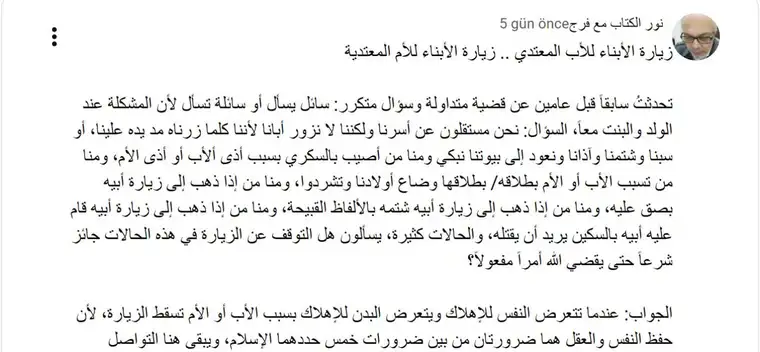 نور الكتاب مع فرج5 gün önce
زيارة الأبناء للأب المعتدي .. زيارة الأبناء للأم المعتدية
تحدثتُ سابقاً قبل عامين عن قضية متداولة وسؤال متكرر: سائل يسأل أو سائلة تسأل لأن المشكلة عند
الولد والبنت معاً، السؤال: نحن مستقلون عن أسرنا ولكننا لا نزور أبانا لأننا كلما زرناه مد يده علينا، أو
سبنا وشتمنا وآذانا ونعود إلى بيوتنا نبكي ومنا من أصيب بالسكري بسبب أذى ألأب أو أذى الأم، ومنا
من تسبب الأب أو الأم بطلاقه/ بطلاقها وضاع أولادنا وتشردوا، ومنا من إذا ذهب إلى زيارة أبيه
بصق عليه، ومنا من إذا ذهب إلى زيارة أبيه شتمه بالألفاظ القبيحة، ومنا من إذا ذهب إلى زيارة أبيه قام
عليه أبيه بالسكين يريد أن يقتله، والحالات كثيرة، يسألون هل التوقف عن الزيارة في هذه الحالات جائز
شرعاً حتى يقضي الله أمراً مفعولاً؟
الجواب: عندما تتعرض النفس للإهلاك ويتعرض البدن للإهلاك بسبب الأب أو الأم تسقط الزيارة، لأن
حفظ النفس والعقل هما ضرورتان من بين ضرورات خمس حددهما الإسلام، ويبقى هنا التواصل